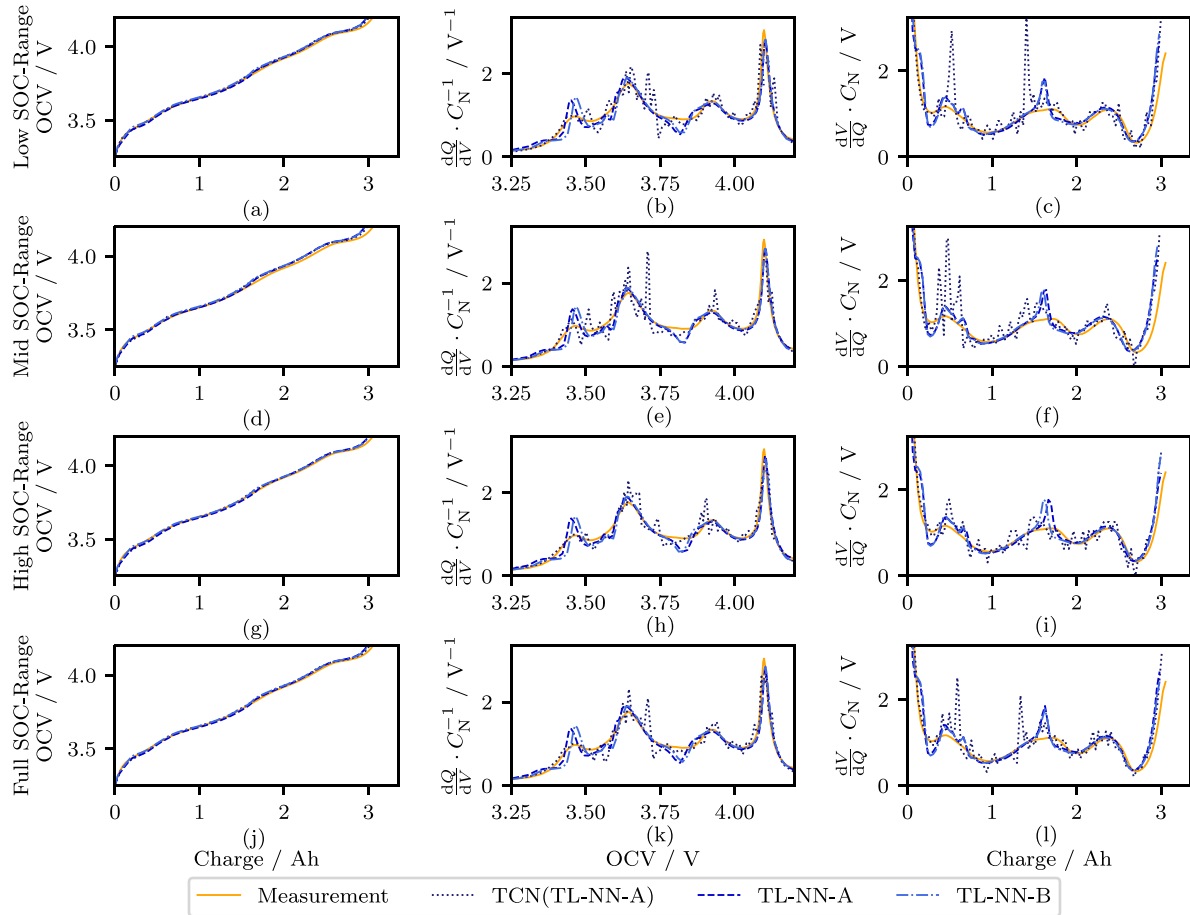 Low SOC-Range
OCV / V
4.0
3.5
0 1 2 3
(a)
dQ/dV · C_N^−1 / V^−1
2
0
3.25 3.50 3.75 4.00
(b)
dV/dQ · C_N / V
2
0
0 1 2 3
(c)
Mid SOC-Range
OCV / V
4.0
3.5
0 1 2 3
(d)
dQ/dV · C_N^−1 / V^−1
2
0
3.25 3.50 3.75 4.00
(e)
dV/dQ · C_N / V
2
0
0 1 2 3
(f)
High SOC-Range
OCV / V
4.0
3.5
0 1 2 3
(g)
dQ/dV · C_N^−1 / V^−1
2
0
3.25 3.50 3.75 4.00
(h)
dV/dQ · C_N / V
2
0
0 1 2 3
(i)
Full SOC-Range
OCV / V
4.0
3.5
0 1 2 3
(j)
Charge / Ah
dQ/dV · C_N^−1 / V^−1
2
0
3.25 3.50 3.75 4.00
(k)
OCV / V
dV/dQ · C_N / V
2
0
0 1 2 3
(l)
Charge / Ah
Measurement TCN(TL-NN-A) TL-NN-A TL-NN-B